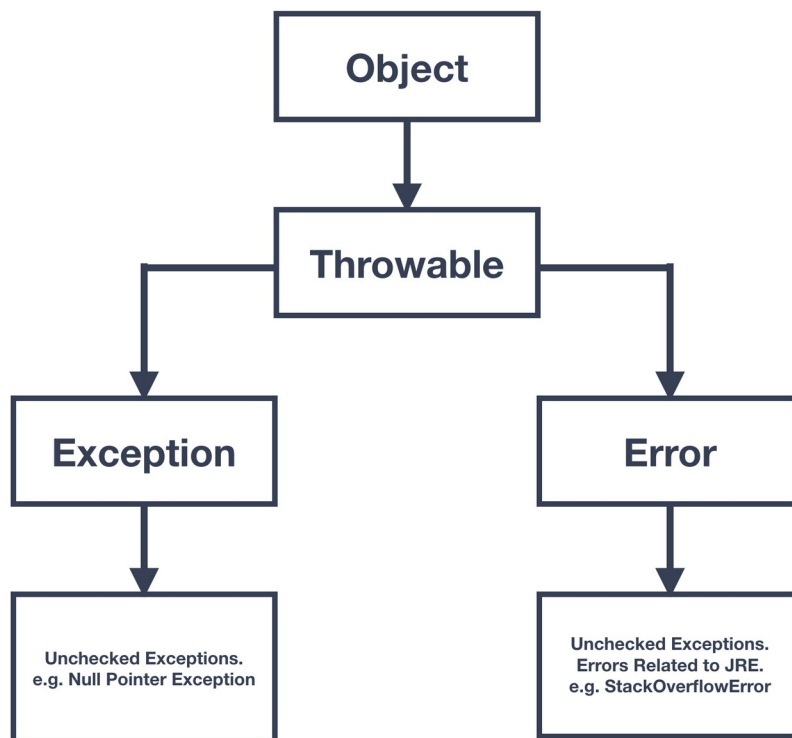 Object
Throwable
Exception
Error
Unchecked Exceptions.
e.g. Null Pointer Exception
Unchecked Exceptions.
Errors Related to JRE.
e.g. StackOverflowError